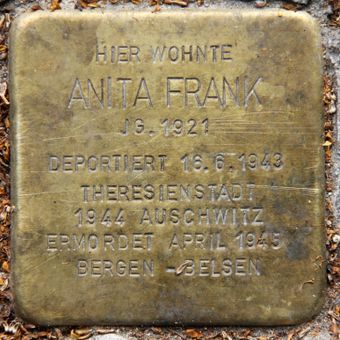 HIER WOHNTE
ANITA FRANK
JG. 1921
DEPORTIERT 16.6.1943
THERESIENSTADT
1944 AUSCHWITZ
ERMORDET APRIL 1945
BERGEN - BELSEN